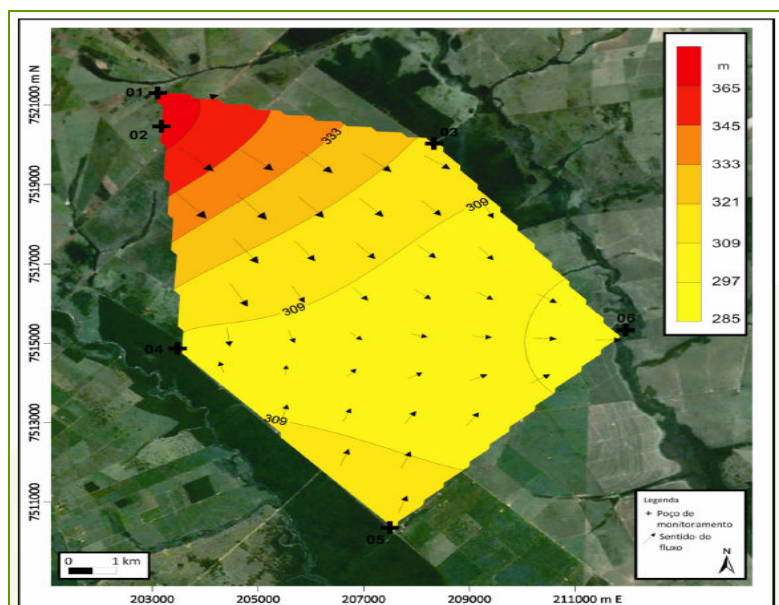 01
02
03
04
05
06
333
309
309
309
m
365
345
333
321
309
297
285
7521000 m N
7519000
7517000
7515000
7513000
7511000
203000
205000
207000
209000
211000 m E
0 1 km
Legenda
Poço de
monitoramento
Sentido do
fluxo
N